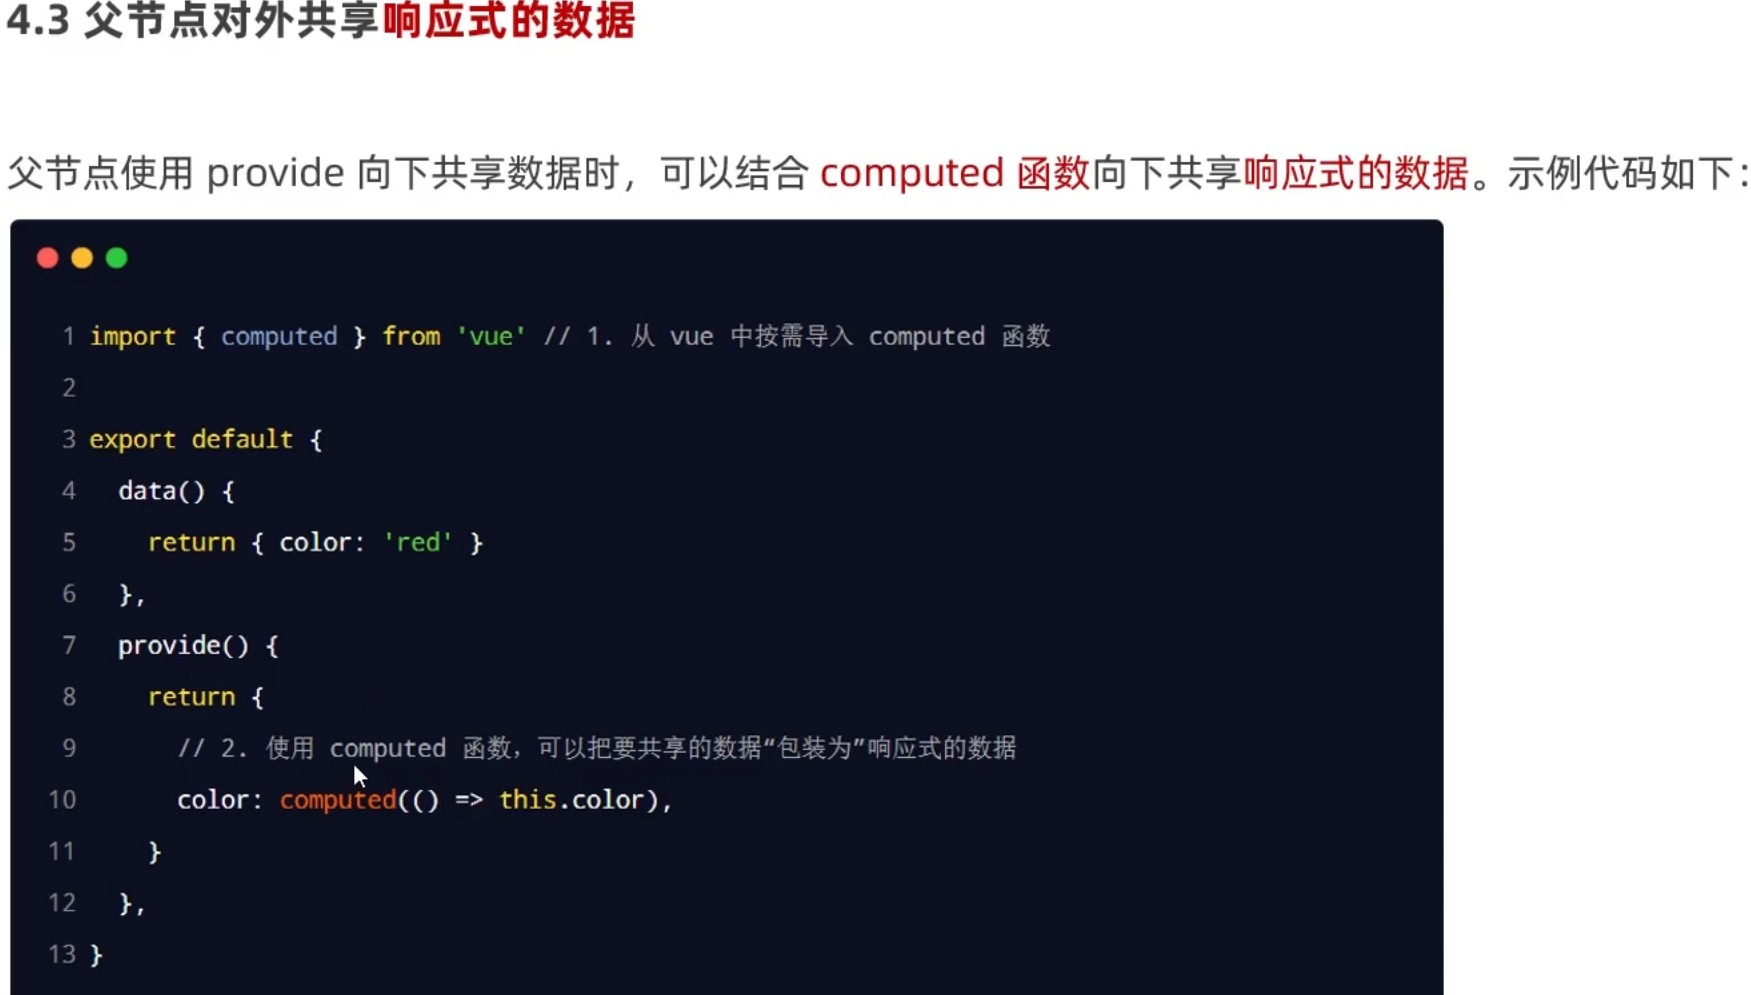 4.3 父节点对外共享响应式的数据
父节点使用 provide 向下共享数据时，可以结合 computed 函数向下共享响应式的数据。示例代码如下：
1 import { computed } from 'vue' // 1. 从 vue 中按需导入 computed 函数
2
3 export default {
4   data() {
5     return { color: 'red' }
6   },
7   provide() {
8     return {
9       // 2. 使用 computed 函数，可以把要共享的数据“包装为”响应式的数据
10       color: computed(() => this.color),
11     }
12   },
13 }